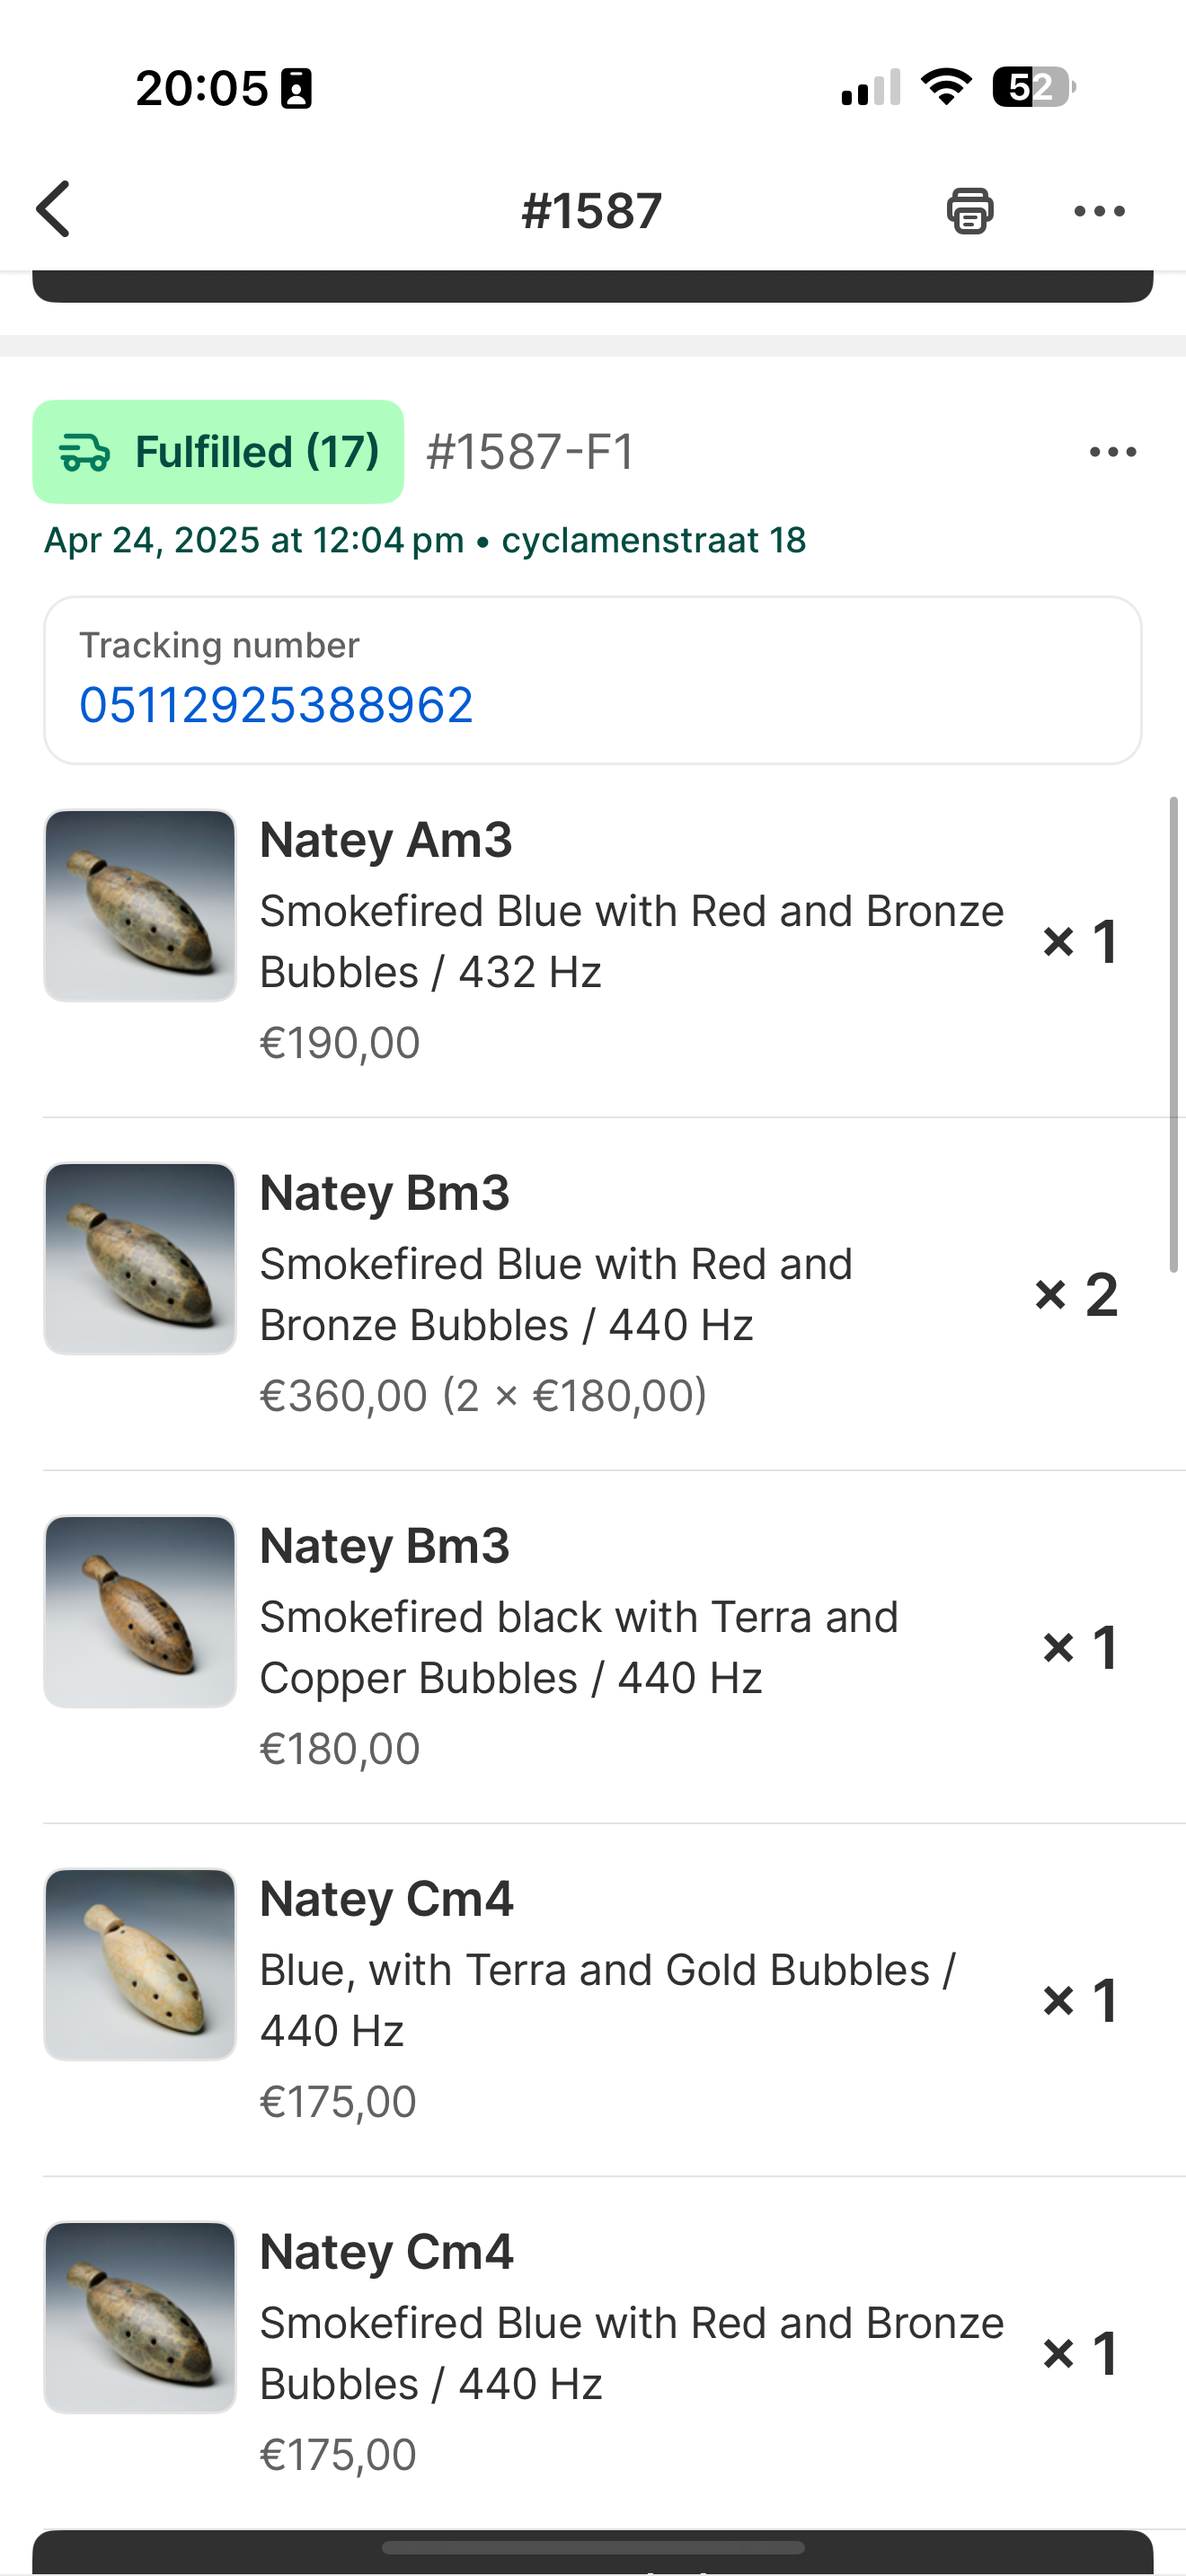 20:05
52
#1587
Fulfilled (17) #1587-F1
Apr 24, 2025 at 12:04 pm • cyclamenstraat 18
Tracking number
05112925388962
Natey Am3
Smokefired Blue with Red and Bronze
Bubbles / 432 Hz
× 1
€190,00
Natey Bm3
Smokefired Blue with Red and
Bronze Bubbles / 440 Hz
× 2
€360,00 (2 × €180,00)
Natey Bm3
Smokefired black with Terra and
Copper Bubbles / 440 Hz
× 1
€180,00
Natey Cm4
Blue, with Terra and Gold Bubbles /
440 Hz
× 1
€175,00
Natey Cm4
Smokefired Blue with Red and Bronze
Bubbles / 440 Hz
× 1
€175,00